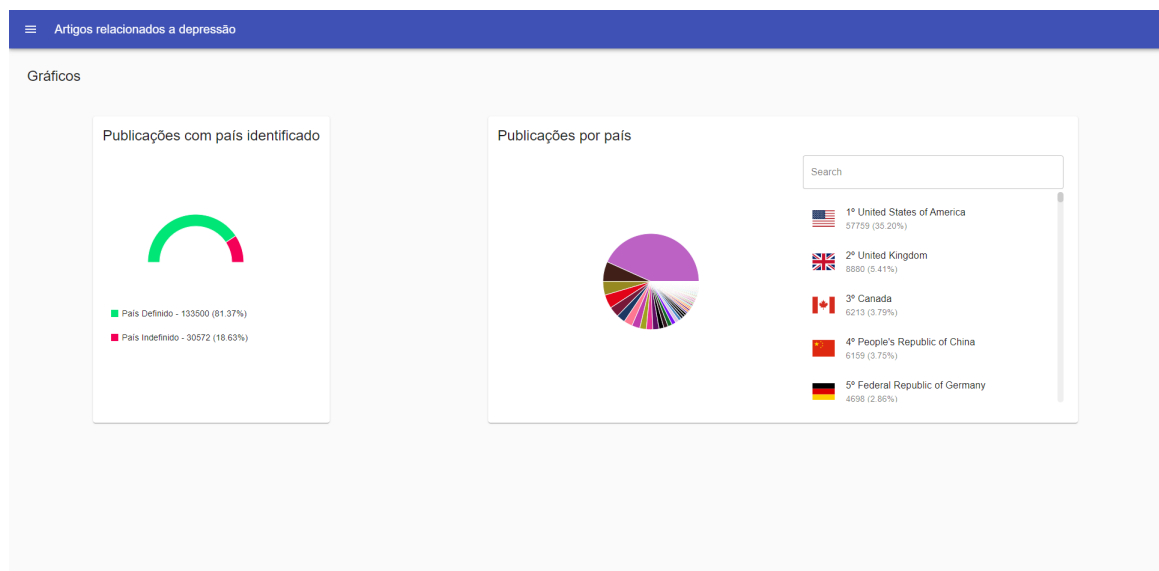 Artigos relacionados a depressão
Gráficos
Publicações com país identificado
País Definido - 133500 (81.37%)
País Indefinido - 30572 (18.63%)
Publicações por país
Search
1º United States of America
57759 (35.20%)
2º United Kingdom
8880 (5.41%)
3º Canada
6213 (3.79%)
4º People's Republic of China
6159 (3.75%)
5º Federal Republic of Germany
4698 (2.86%)